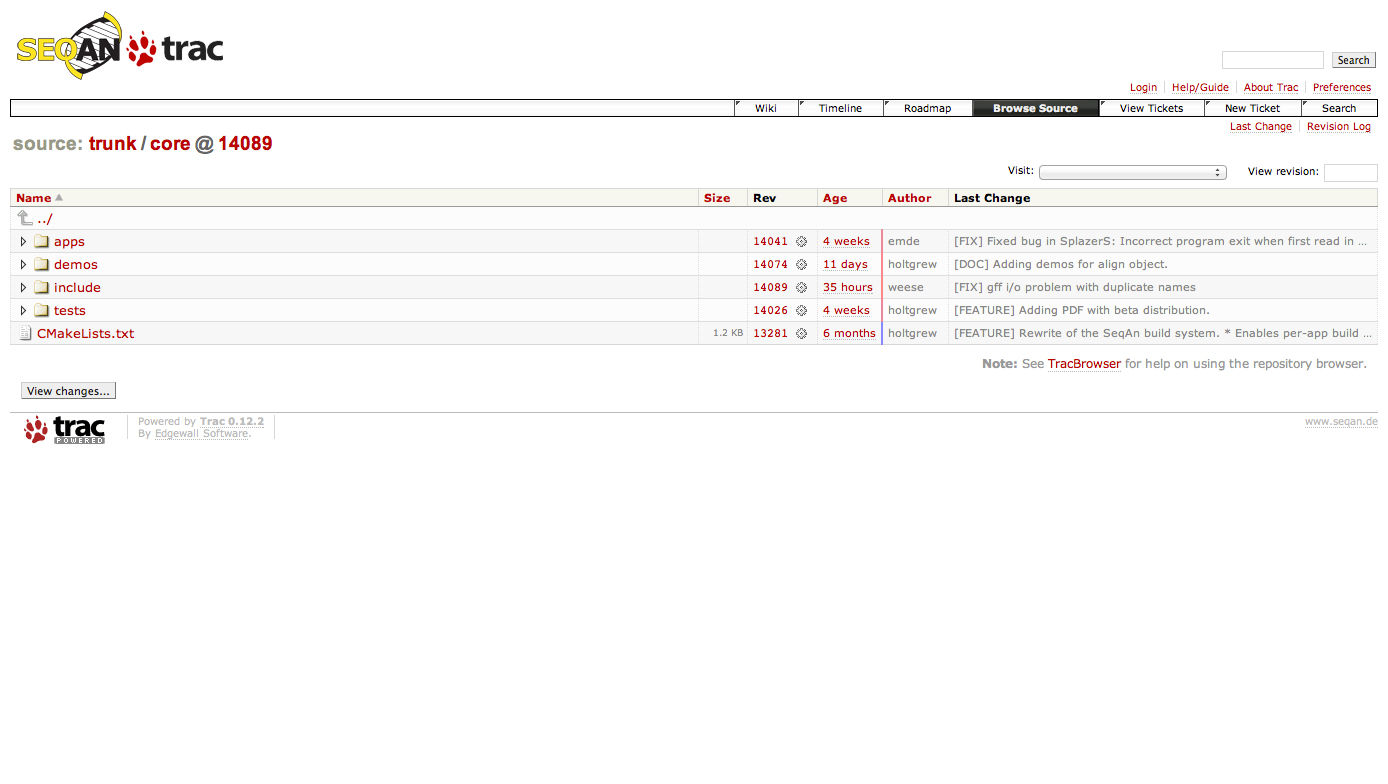 SEQAN trac
Search
Login Help/Guide About Trac Preferences
Wiki Timeline Roadmap Browse Source View Tickets New Ticket Search
Last Change Revision Log
source: trunk / core @ 14089
Visit: View revision:
Name Size Rev Age Author Last Change
../
apps 14041 4 weeks emde [FIX] Fixed bug in SplazerS: Incorrect program exit when first read in …
demos 14074 11 days holtgrew [DOC] Adding demos for align object.
include 14089 35 hours weese [FIX] gff i/o problem with duplicate names
tests 14026 4 weeks holtgrew [FEATURE] Adding PDF with beta distribution.
CMakeLists.txt 1.2 KB 13281 6 months holtgrew [FEATURE] Rewrite of the SeqAn build system. * Enables per-app build …
Note: See TracBrowser for help on using the repository browser.
View changes...
trac POWERED
Powered by Trac 0.12.2
By Edgewall Software.
www.seqan.de